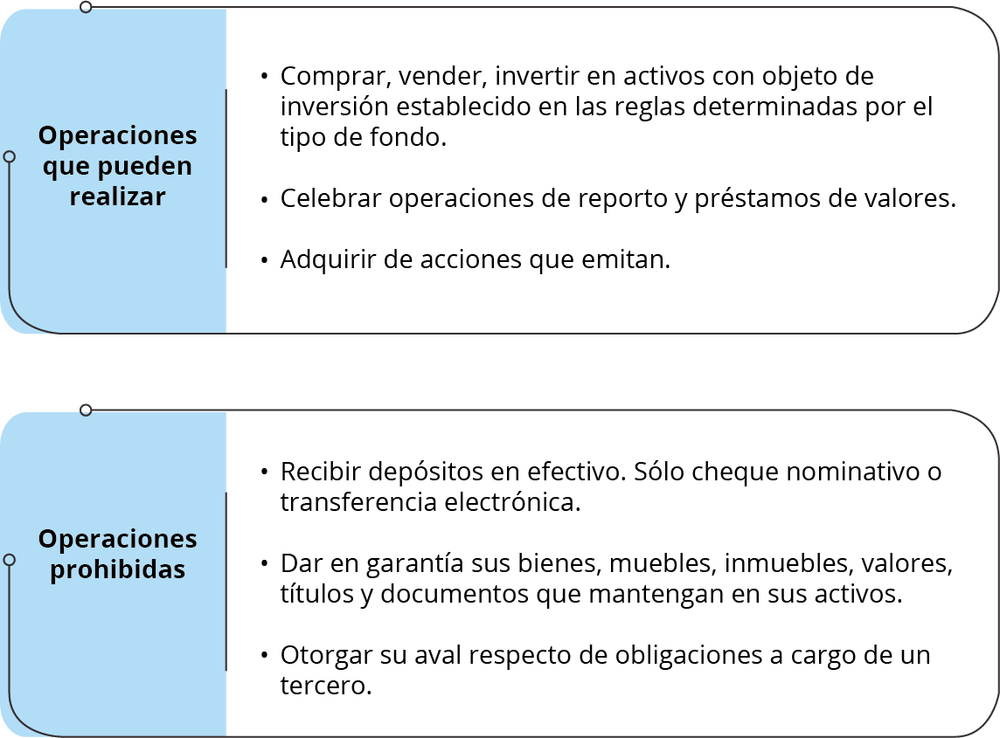 Operaciones
que pueden
realizar
• Comprar, vender, invertir en activos con objeto de
inversión establecido en las reglas determinadas por el
tipo de fondo.
• Celebrar operaciones de reporto y préstamos de valores.
• Adquirir de acciones que emitan.
Operaciones
prohibidas
• Recibir depósitos en efectivo. Sólo cheque nominativo o
transferencia electrónica.
• Dar en garantía sus bienes, muebles, inmuebles, valores,
títulos y documentos que mantengan en sus activos.
• Otorgar su aval respecto de obligaciones a cargo de un
tercero.